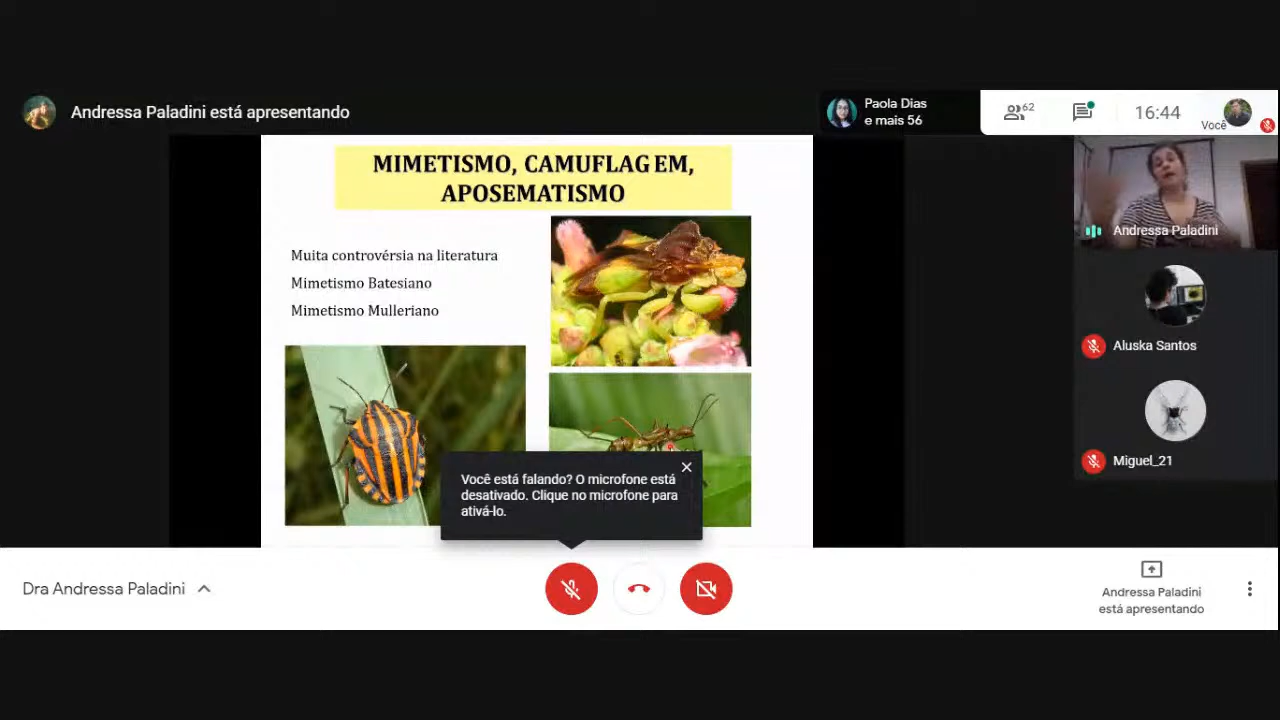 Andressa Paladini está apresentando
Paola Dias
e mais 56
62
16:44
Você
MIMETISMO, CAMUFLAGEM,
APOSEMATISMO
Muita controvérsia na literatura
Mimetismo Batesiano
Mimetismo Mulleriano
Andressa Paladini
Aluska Santos
Miguel_21
Você está falando? O microfone está
desativado. Clique no microfone para
ativá-lo.
Dra Andressa Paladini
Andressa Paladini
está apresentando